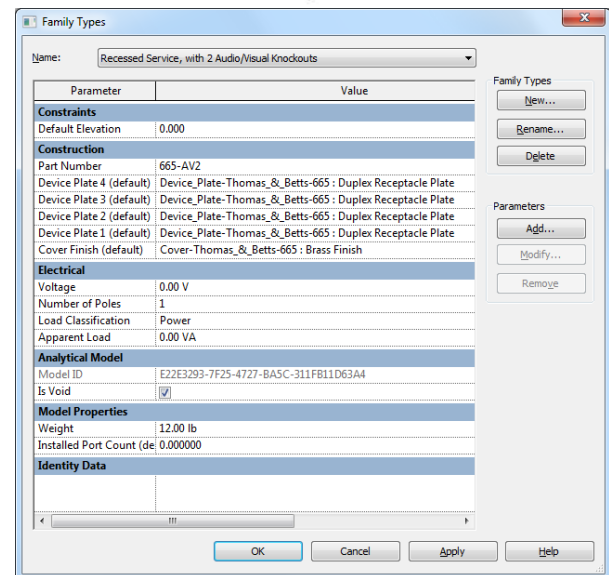 Family Types
x
Name: Recessed Service, with 2 Audio/Visual Knockouts
Parameter Value
Constraints
Default Elevation 0.000
Construction
Part Number 665-AV2
Device Plate 4 (default) Device_Plate-Thomas_&_Betts-665 : Duplex Receptacle Plate
Device Plate 3 (default) Device_Plate-Thomas_&_Betts-665 : Duplex Receptacle Plate
Device Plate 2 (default) Device_Plate-Thomas_&_Betts-665 : Duplex Receptacle Plate
Device Plate 1 (default) Device_Plate-Thomas_&_Betts-665 : Duplex Receptacle Plate
Cover Finish (default) Cover-Thomas_&_Betts-665 : Brass Finish
Electrical
Voltage 0.00 V
Number of Poles 1
Load Classification Power
Apparent Load 0.00 VA
Analytical Model
Model ID E22E3293-7F25-4727-BA5C-311FB11D63A4
Is Void
Model Properties
Weight 12.00 lb
Installed Port Count (de 0.000000
Identity Data
Family Types
New...
Rename...
Delete
Parameters
Add...
Modify...
Remove
OK Cancel Apply Help